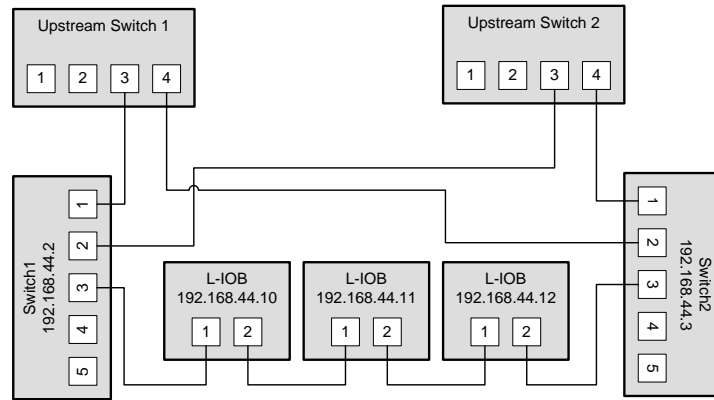 Upstream Switch 1
1 2 3 4
Upstream Switch 2
1 2 3 4
Switch1
192.168.44.2
1
2
3
4
5
L-IOB
192.168.44.10
1 2
L-IOB
192.168.44.11
1 2
L-IOB
192.168.44.12
1 2
Switch2
192.168.44.3
1
2
3
4
5